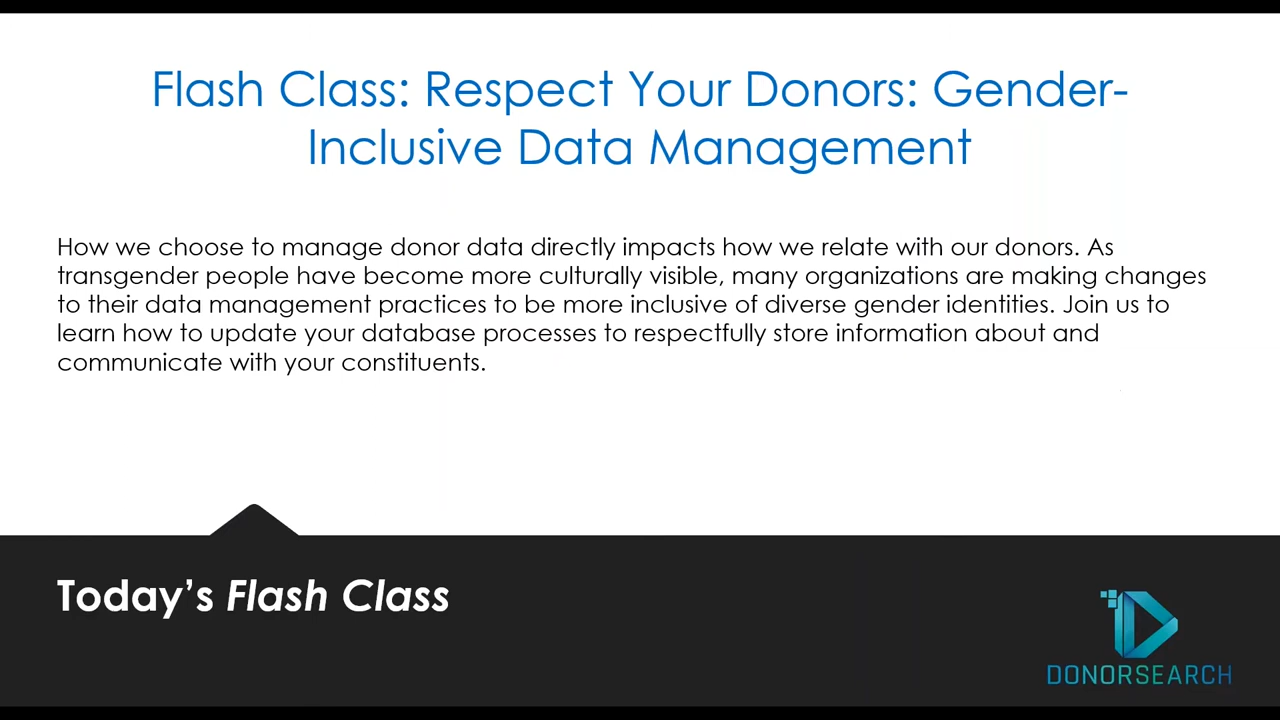 Flash Class: Respect Your Donors: Gender-
Inclusive Data Management
How we choose to manage donor data directly impacts how we relate with our donors. As
transgender people have become more culturally visible, many organizations are making changes
to their data management practices to be more inclusive of diverse gender identities. Join us to
learn how to update your database processes to respectfully store information about and
communicate with your constituents.
Today’s Flash Class
DONORSEARCH